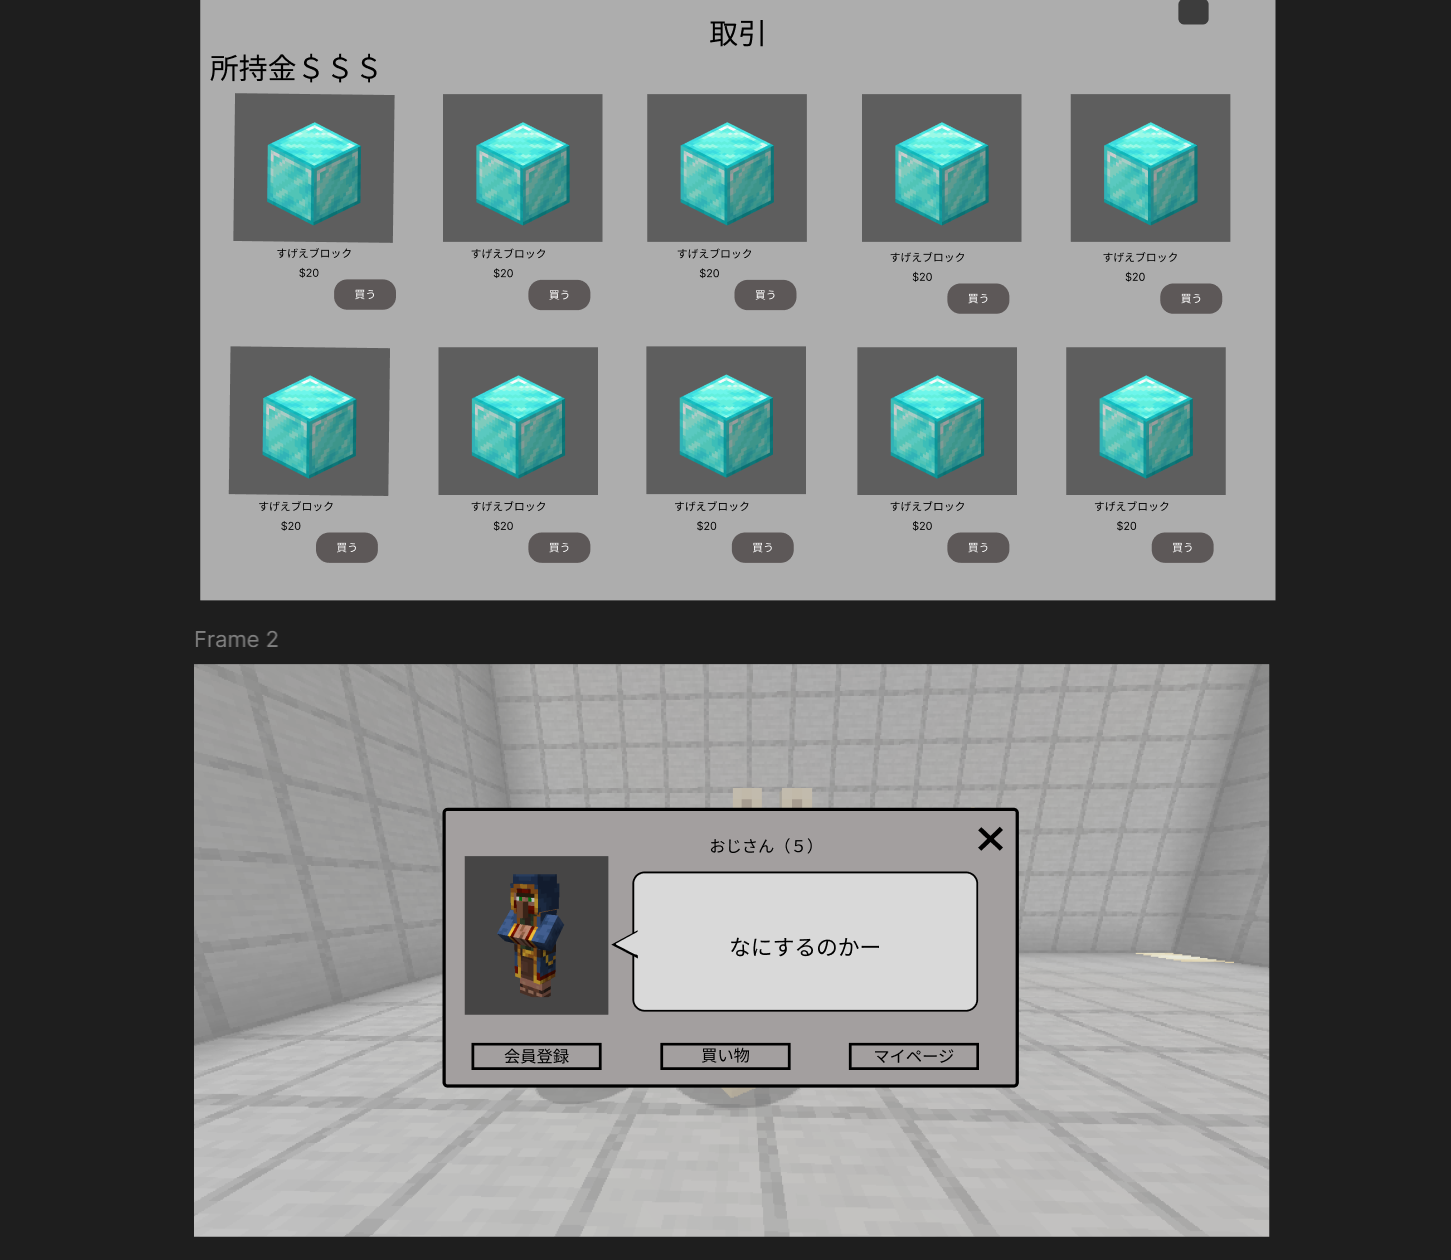 取引
所持金＄＄＄
すげえブロック
$20
買う
すげえブロック
$20
買う
すげえブロック
$20
買う
すげえブロック
$20
買う
すげえブロック
$20
買う
すげえブロック
$20
買う
すげえブロック
$20
買う
すげえブロック
$20
買う
すげえブロック
$20
買う
すげえブロック
$20
買う
Frame 2
おじさん（５）
なにするのかー
会員登録
買い物
マイページ